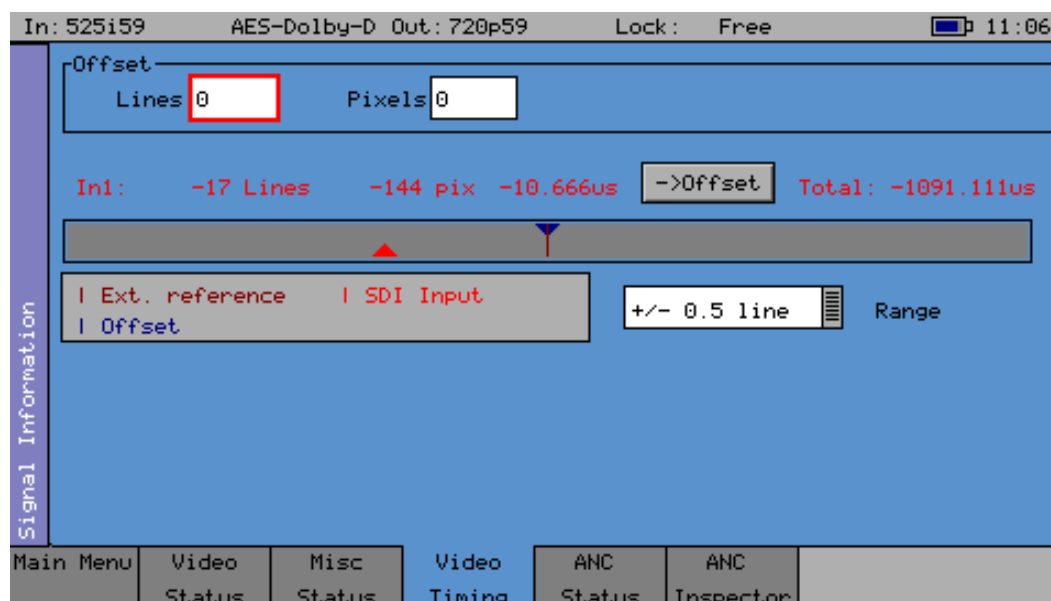 In: 525i59 AES-Dolby-D Out: 720p59 Lock: Free 11:06
Offset
Lines 0 Pixels 0
In1: -17 Lines -144 pix -10.666us ->Offset Total: -1091.111us
| Ext. reference | SDI Input
| Offset
+/- 0.5 line Range
Signal Information
Main Menu
Video Status
Misc Status
Video Timing
ANC Status
ANC Inspector